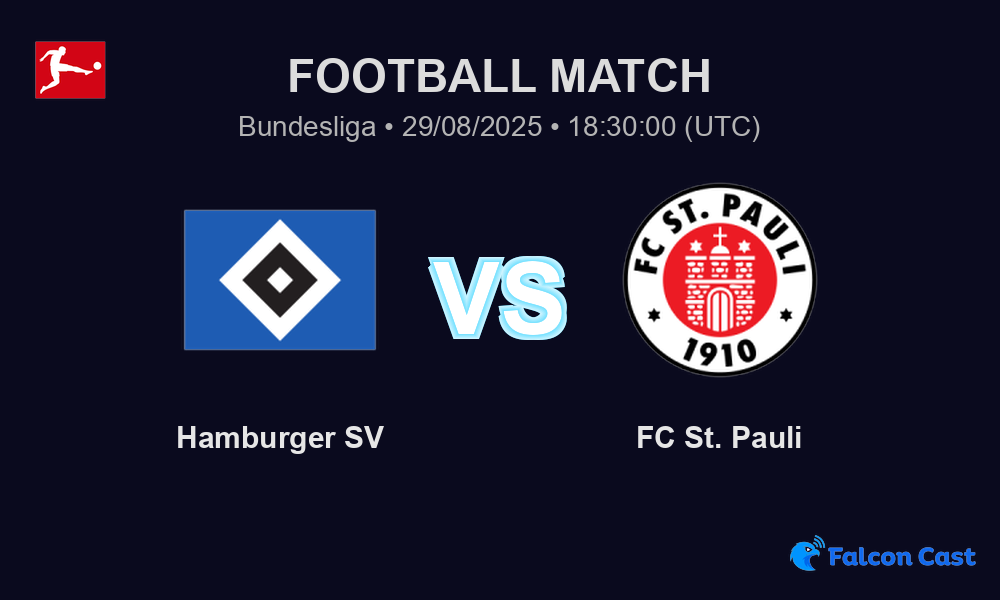 FOOTBALL MATCH
Bundesliga • 29/08/2025 • 18:30:00 (UTC)
FC ST. PAULI
1910
VS
Hamburger SV
FC St. Pauli
Falcon Cast